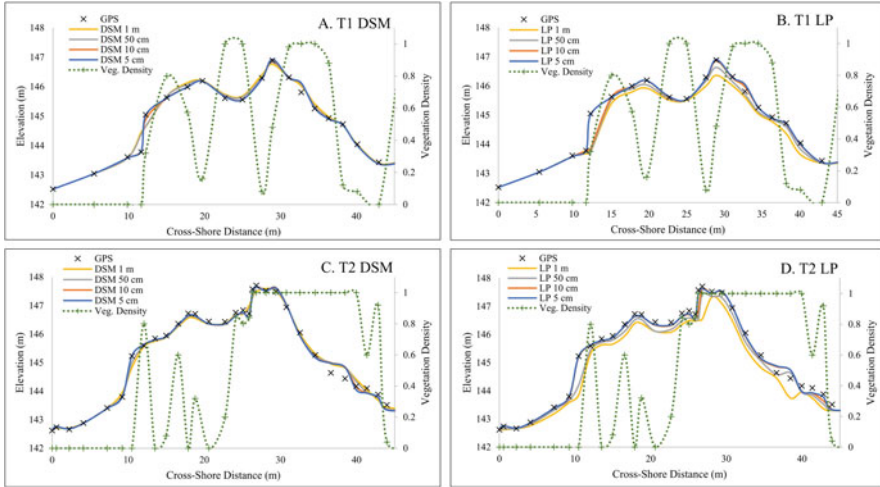 A. T1 DSM
GPS
DSM 1 m
DSM 50 cm
DSM 10 cm
DSM 5 cm
Veg. Density
148
147
146
145
144
143
142
Elevation (m)
1
0.8
0.6
0.4
0.2
0
Vegetation Density
0
10
20
30
40
Cross-Shore Distance (m)
B. T1 LP
GPS
LP 1 m
LP 50 cm
LP 10 cm
LP 5 cm
Veg. Density
148
147
146
145
144
143
142
Elevation (m)
1
0.8
0.6
0.4
0.2
0
Vegetation Density
0
5
10
15
20
25
30
35
40
45
Cross-Shore Distance (m)
C. T2 DSM
GPS
DSM 1 m
DSM 50 cm
DSM 10 cm
DSM 5 cm
Veg. Density
148
147
146
145
144
143
142
Elevation (m)
1
0.8
0.6
0.4
0.2
0
Vegetation Density
0
10
20
30
40
Cross-Shore Distance (m)
D. T2 LP
GPS
LP 1 m
LP 50 cm
LP 10 cm
LP 5 cm
Veg. Density
148
147
146
145
144
143
142
Elevation (m)
1
0.8
0.6
0.4
0.2
0
Vegetation Density
0
10
20
30
40
Cross-Shore Distance (m)